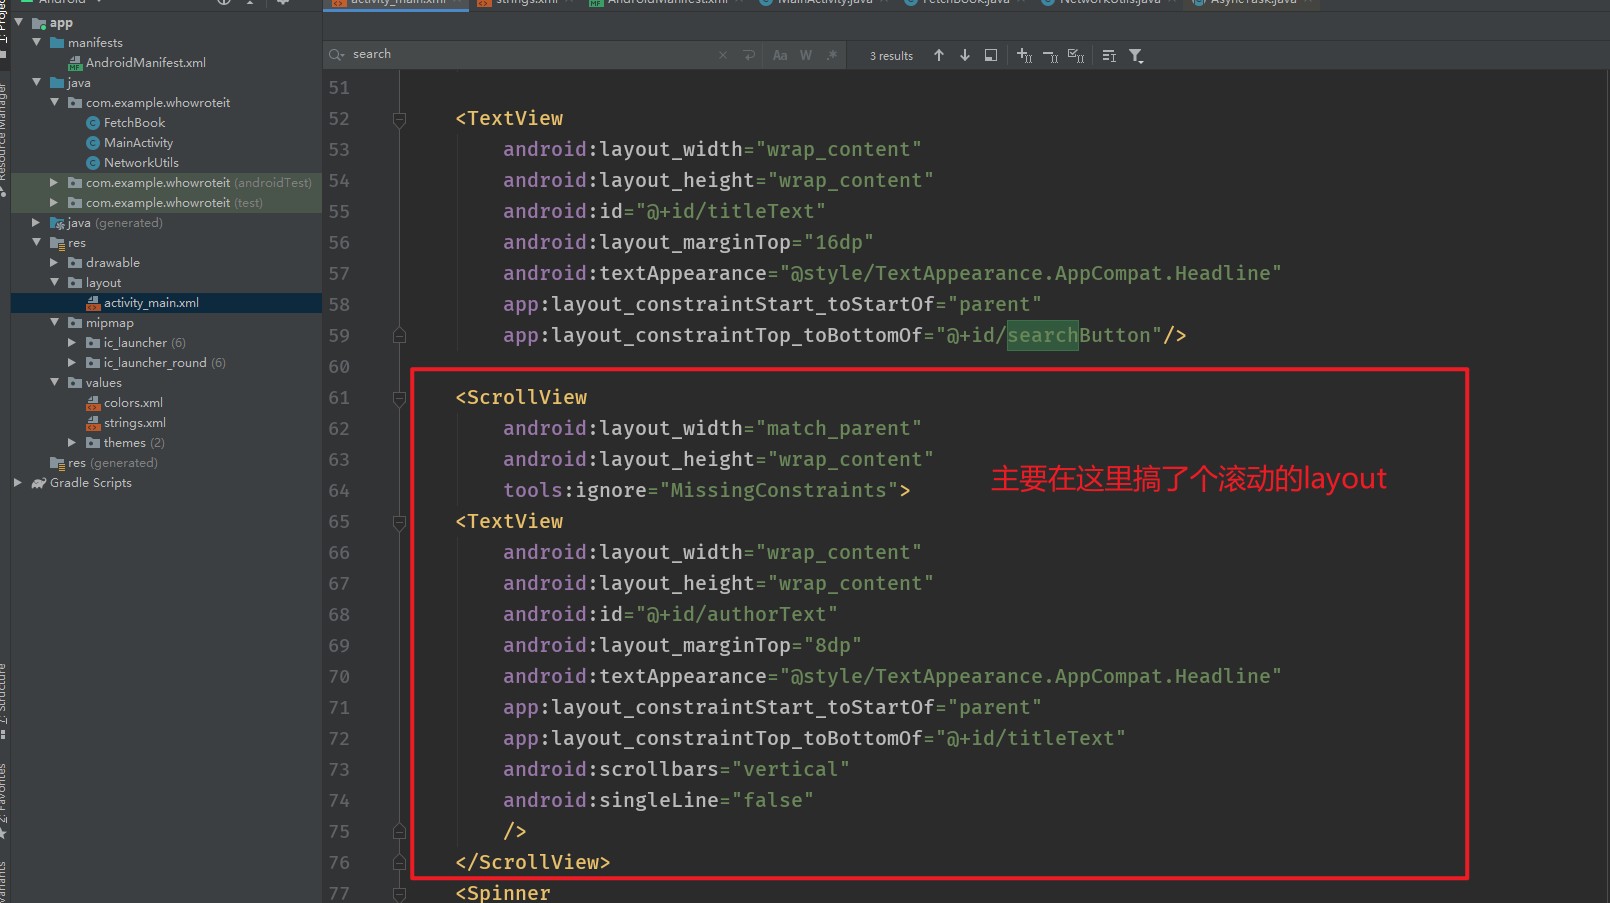 Android
activity_main.xml
strings.xml
AndroidManifest.xml
MainActivity.java
FetchBook.java
NetworkUtils.java
AsyncTask.java
app
manifests
AndroidManifest.xml
java
com.example.whowroteit
FetchBook
MainActivity
NetworkUtils
com.example.whowroteit (androidTest)
com.example.whowroteit (test)
java (generated)
res
drawable
layout
activity_main.xml
mipmap
ic_launcher (6)
ic_launcher_round (6)
values
colors.xml
strings.xml
themes (2)
res (generated)
Gradle Scripts
Resource Manager
Z: Structure
2: Favorites
search
Aa W .*
3 results
51
52 <TextView
53 android:layout_width="wrap_content"
54 android:layout_height="wrap_content"
55 android:id="@+id/titleText"
56 android:layout_marginTop="16dp"
57 android:textAppearance="@style/TextAppearance.AppCompat.Headline"
58 app:layout_constraintStart_toStartOf="parent"
59 app:layout_constraintTop_toBottomOf="@+id/searchButton"/>
60
61 <ScrollView
62 android:layout_width="match_parent"
63 android:layout_height="wrap_content"
64 tools:ignore="MissingConstraints">
主要在这里搞了个滚动的layout
65 <TextView
66 android:layout_width="wrap_content"
67 android:layout_height="wrap_content"
68 android:id="@+id/authorText"
69 android:layout_marginTop="8dp"
70 android:textAppearance="@style/TextAppearance.AppCompat.Headline"
71 app:layout_constraintStart_toStartOf="parent"
72 app:layout_constraintTop_toBottomOf="@+id/titleText"
73 android:scrollbars="vertical"
74 android:singleLine="false"
75 />
76 </ScrollView>
77 <Spinner